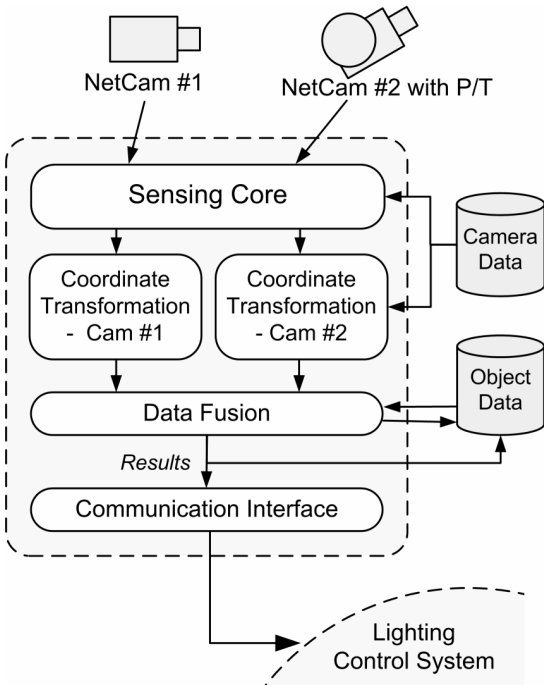 NetCam #1
NetCam #2 with P/T
Sensing Core
Camera
Data
Coordinate
Transformation
- Cam #1
Coordinate
Transformation
- Cam #2
Object
Data
Data Fusion
Results
Communication Interface
Lighting
Control System